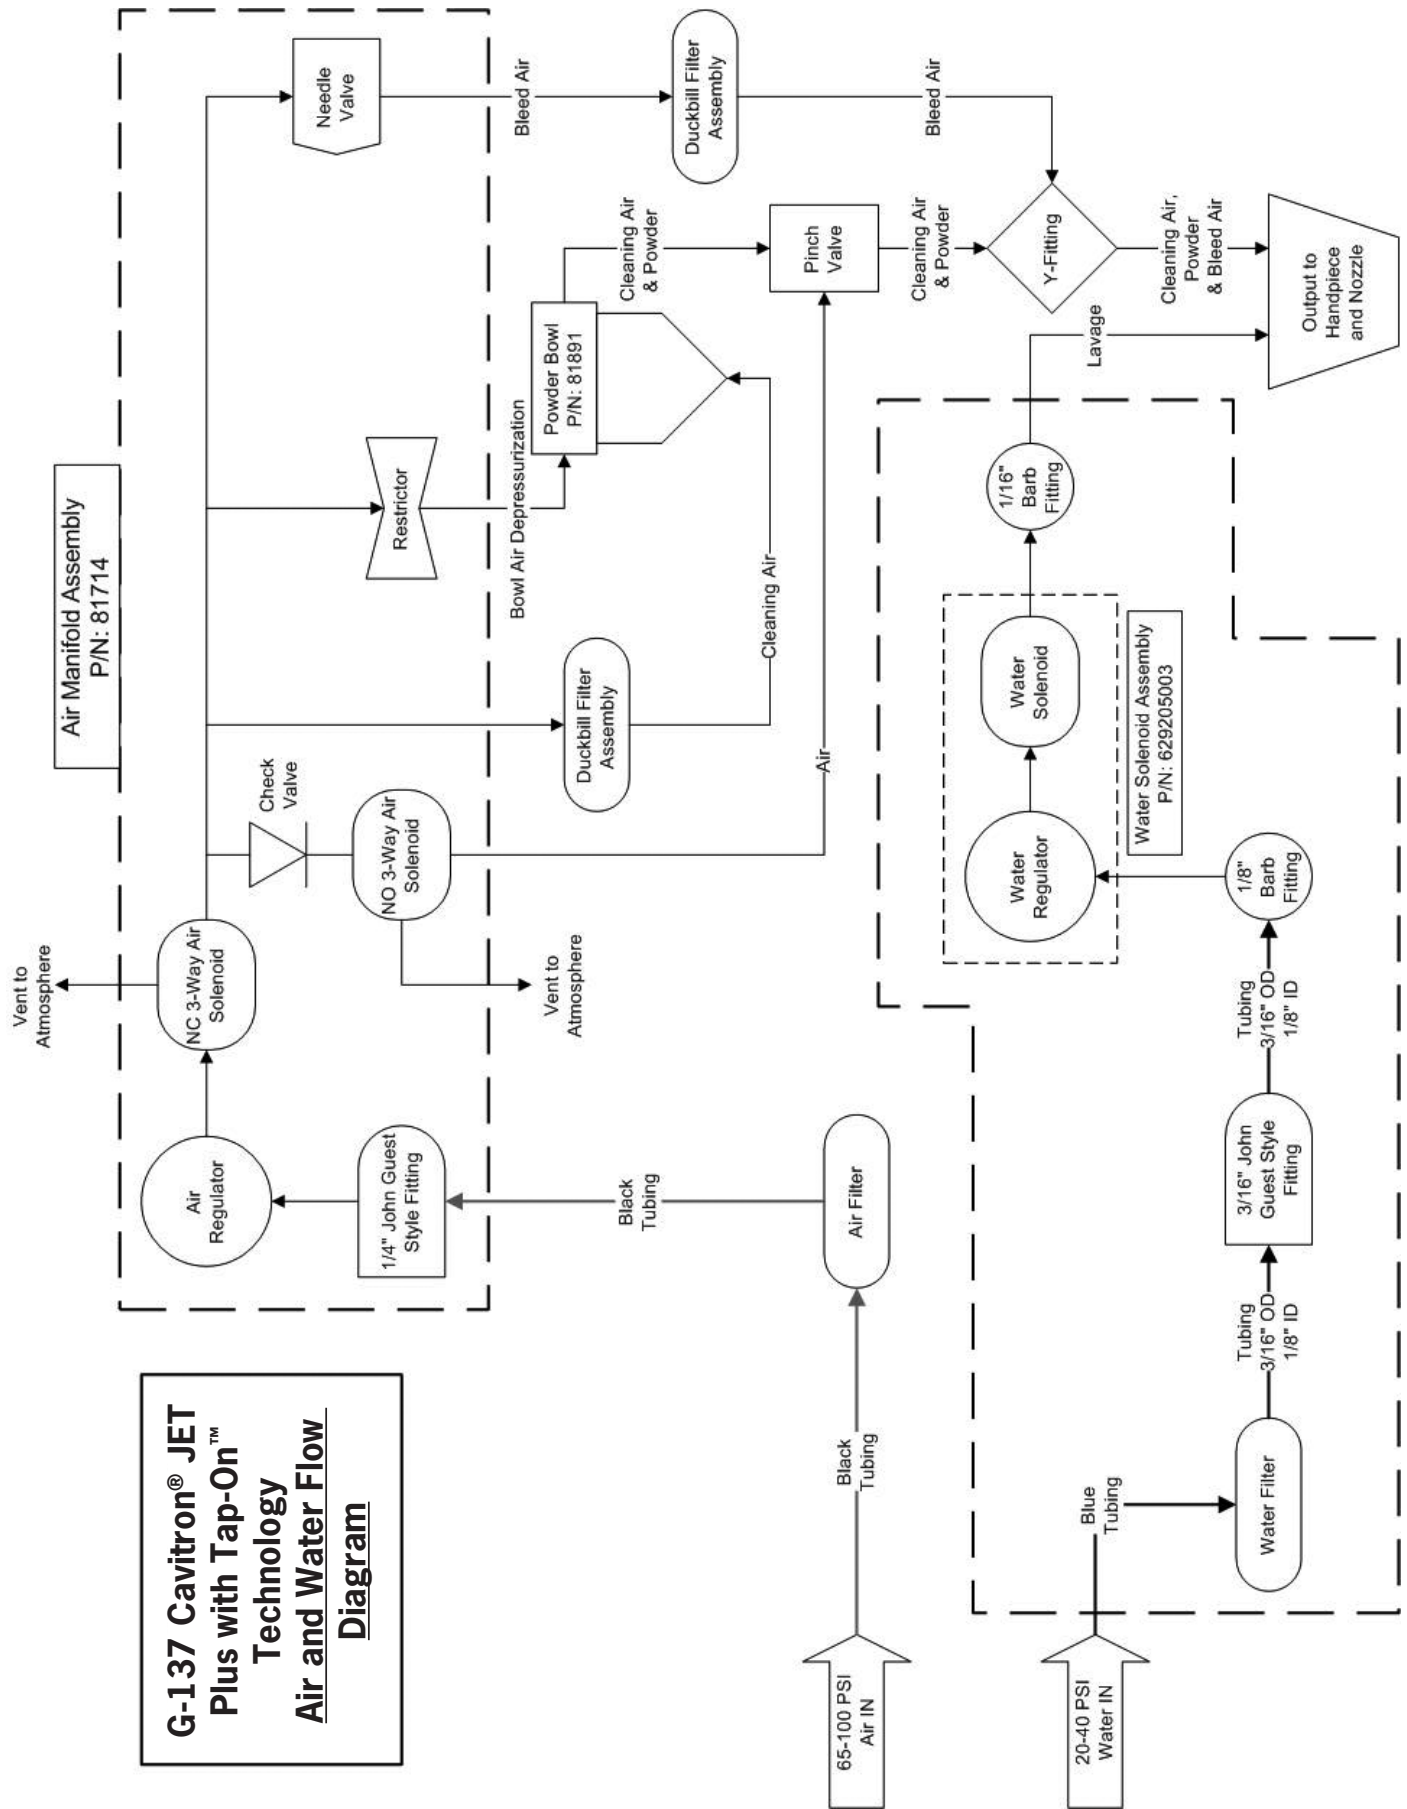 G-137 Cavitron® JET
Plus with Tap-On™
Technology
Air and Water Flow
Diagram
Air Manifold Assembly
P/N: 81714
Vent to
Atmosphere
Air
Regulator
NC 3-Way Air
Solenoid
Check
Valve
Needle
Valve
1/4" John Guest
Style Fitting
NO 3-Way Air
Solenoid
Restrictor
Vent to
Atmosphere
Bowl Air Depressurization
Bleed Air
Black
Tubing
Duckbill Filter
Assembly
Powder Bowl
P/N: 81891
Cleaning Air
& Powder
Duckbill Filter
Assembly
Cleaning Air
65-100 PSI
Air IN
Black
Tubing
Air Filter
Air
Pinch
Valve
Cleaning Air
& Powder
Bleed Air
Y-Fitting
Water
Regulator
Water
Solenoid
1/16"
Barb
Fitting
Lavage
Cleaning Air,
Powder
& Bleed Air
20-40 PSI
Water IN
Blue
Tubing
Water Solenoid Assembly
P/N: 629205003
Water Filter
Tubing
3/16" OD
1/8" ID
3/16" John
Guest Style
Fitting
Tubing
3/16" OD
1/8" ID
1/8"
Barb
Fitting
Output to
Handpiece
and Nozzle